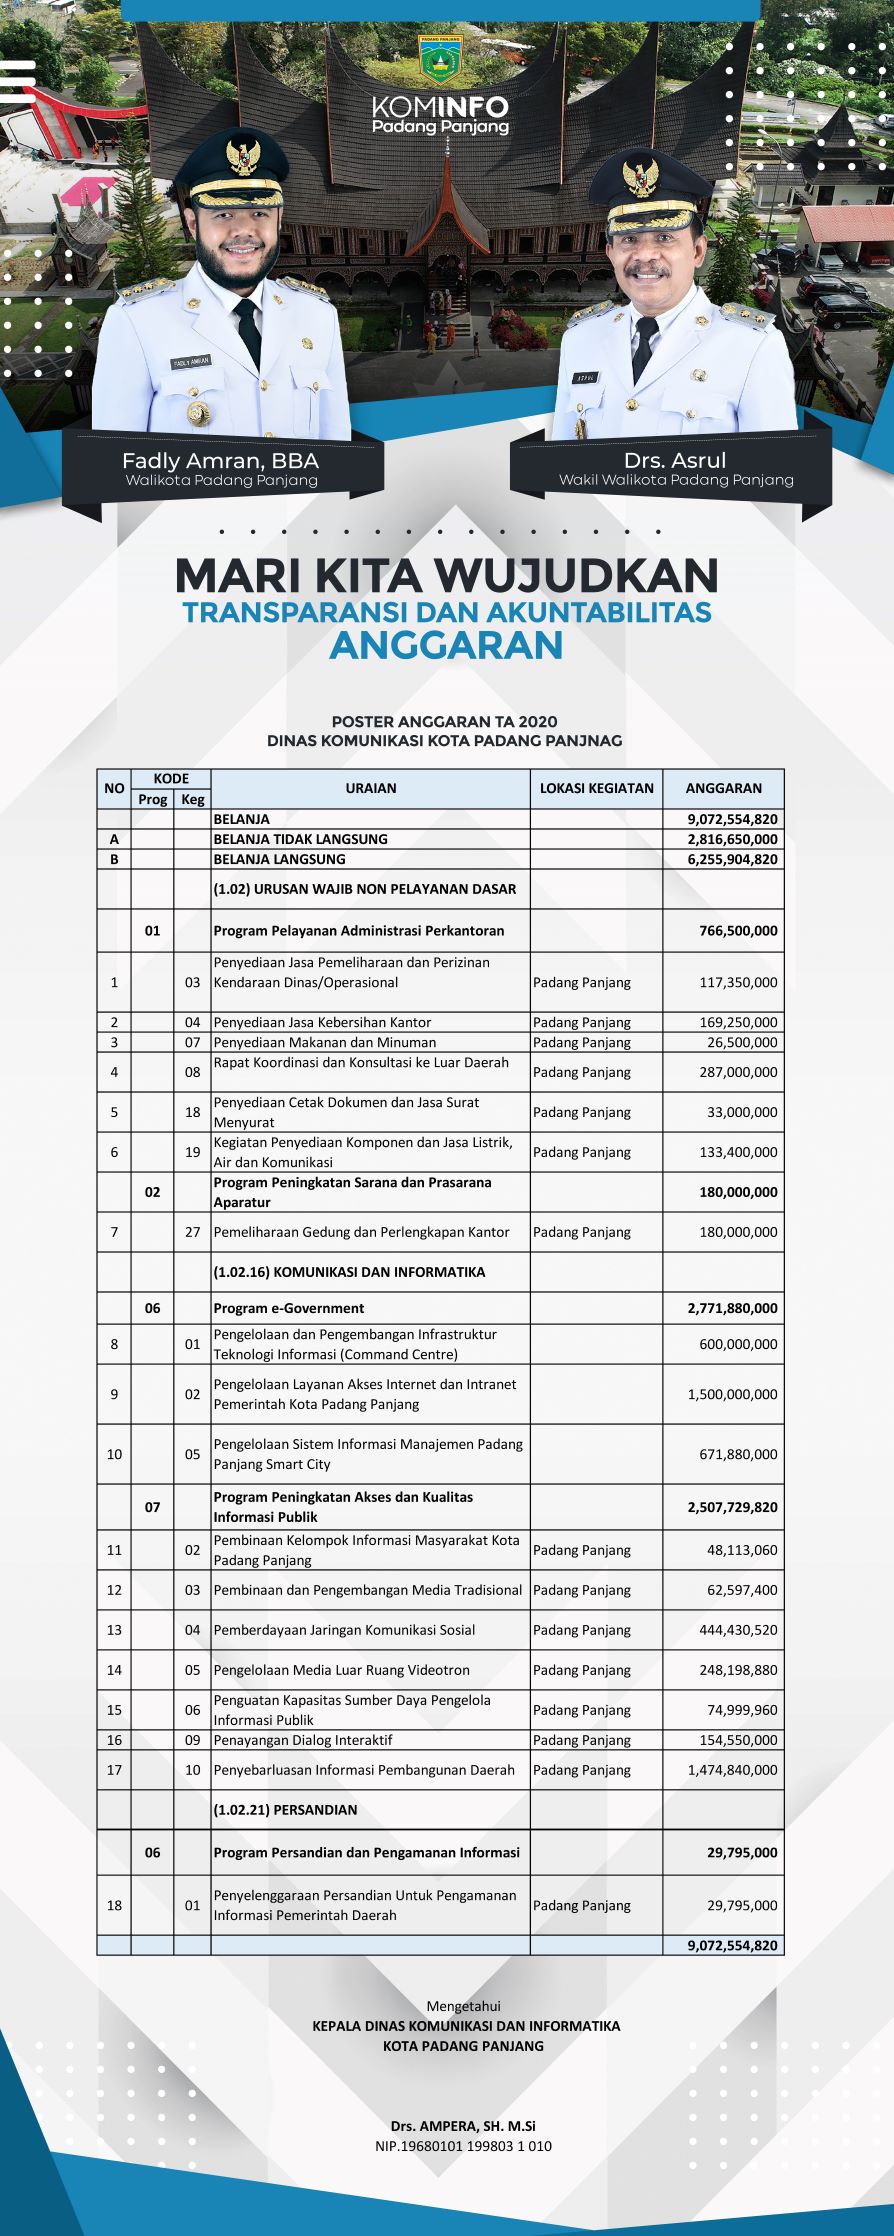 PADANG PANJANG
KOMINFO
Padang Panjang
FADLY AMRAN
ASRUL
Fadly Amran, BBA
Walikota Padang Panjang
Drs. Asrul
Wakil Walikota Padang Panjang
MARI KITA WUJUDKAN
TRANSPARANSI DAN AKUNTABILITAS
ANGGARAN
POSTER ANGGARAN TA 2020
DINAS KOMUNIKASI KOTA PADANG PANJNAG
NO KODE URAIAN LOKASI KEGIATAN ANGGARAN
Prog Keg
BELANJA 9,072,554,820
A BELANJA TIDAK LANGSUNG 2,816,650,000
B BELANJA LANGSUNG 6,255,904,820
(1.02) URUSAN WAJIB NON PELAYANAN DASAR
01 Program Pelayanan Administrasi Perkantoran 766,500,000
Penyediaan Jasa Pemeliharaan dan Perizinan
1 03 Kendaraan Dinas/Operasional Padang Panjang 117,350,000
2 04 Penyediaan Jasa Kebersihan Kantor Padang Panjang 169,250,000
3 07 Penyediaan Makanan dan Minuman Padang Panjang 26,500,000
4 08 Rapat Koordinasi dan Konsultasi ke Luar Daerah Padang Panjang 287,000,000
5 18 Penyediaan Cetak Dokumen dan Jasa Surat Padang Panjang 33,000,000
Menyurat
6 19 Kegiatan Penyediaan Komponen dan Jasa Listrik, Padang Panjang 133,400,000
Air dan Komunikasi
02 Program Peningkatan Sarana dan Prasarana 180,000,000
Aparatur
7 27 Pemeliharaan Gedung dan Perlengkapan Kantor Padang Panjang 180,000,000
(1.02.16) KOMUNIKASI DAN INFORMATIKA
06 Program e-Government 2,771,880,000
8 01 Pengelolaan dan Pengembangan Infrastruktur 600,000,000
Teknologi Informasi (Command Centre)
9 02 Pengelolaan Layanan Akses Internet dan Intranet 1,500,000,000
Pemerintah Kota Padang Panjang
10 05 Pengelolaan Sistem Informasi Manajemen Padang 671,880,000
Panjang Smart City
07 Program Peningkatan Akses dan Kualitas 2,507,729,820
Informasi Publik
11 02 Pembinaan Kelompok Informasi Masyarakat Kota Padang Panjang 48,113,060
Padang Panjang
12 03 Pembinaan dan Pengembangan Media Tradisional Padang Panjang 62,597,400
13 04 Pemberdayaan Jaringan Komunikasi Sosial Padang Panjang 444,430,520
14 05 Pengelolaan Media Luar Ruang Videotron Padang Panjang 248,198,880
15 06 Penguatan Kapasitas Sumber Daya Pengelola Padang Panjang 74,999,960
Informasi Publik
16 09 Penayangan Dialog Interaktif Padang Panjang 154,550,000
17 10 Penyebarluasan Informasi Pembangunan Daerah Padang Panjang 1,474,840,000
(1.02.21) PERSANDIAN
06 Program Persandian dan Pengamanan Informasi 29,795,000
18 01 Penyelenggaraan Persandian Untuk Pengamanan Padang Panjang 29,795,000
Informasi Pemerintah Daerah
9,072,554,820
Mengetahui
KEPALA DINAS KOMUNIKASI DAN INFORMATIKA
KOTA PADANG PANJANG
Drs. AMPERA, SH. M.Si
NIP.19680101 199803 1 010